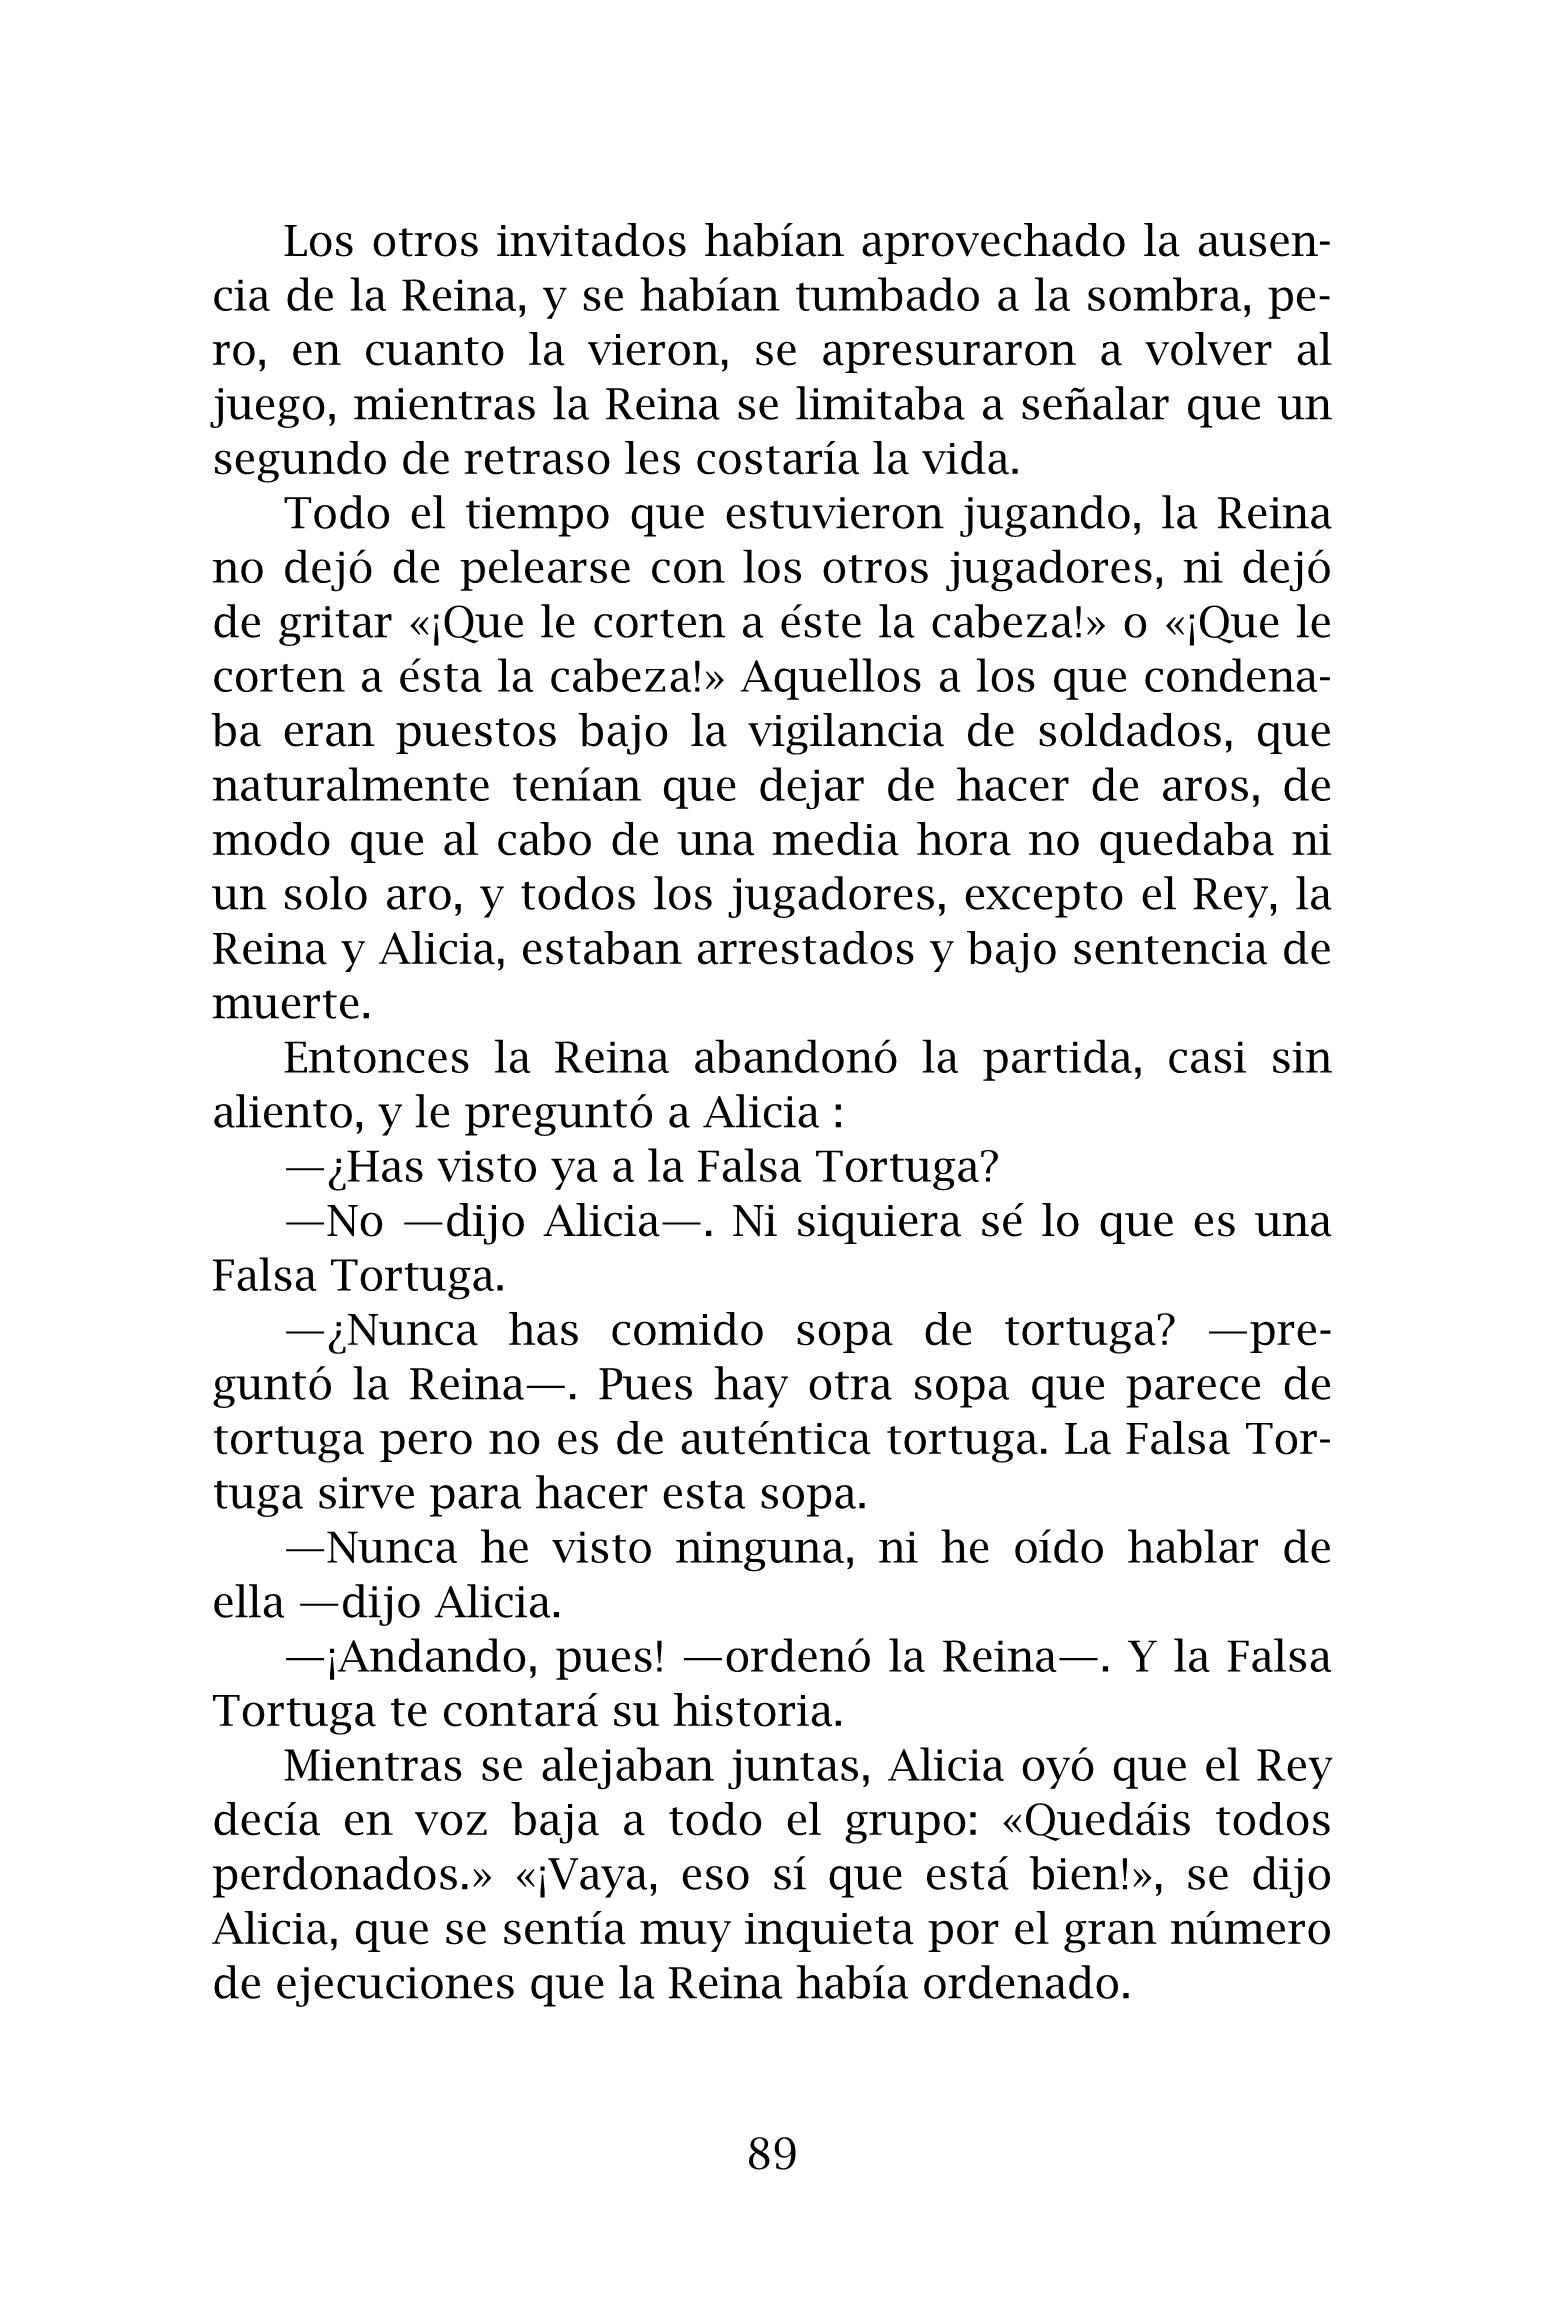 Los otros invitados habían aprovechado la ausen-
cia de la Reina, y se habían tumbado a la sombra, pe-
ro, en cuanto la vieron, se apresuraron a volver al
juego, mientras la Reina se limitaba a señalar que un
segundo de retraso les costaría la vida.
Todo el tiempo que estuvieron jugando, la Reina
no dejó de pelearse con los otros jugadores, ni dejó
de gritar «¡Que le corten a éste la cabeza!» o «¡Que le
corten a ésta la cabeza!» Aquellos a los que condena-
ba eran puestos bajo la vigilancia de soldados, que
naturalmente tenían que dejar de hacer de aros, de
modo que al cabo de una media hora no quedaba ni
un solo aro, y todos los jugadores, excepto el Rey, la
Reina y Alicia, estaban arrestados y bajo sentencia de
muerte.
Entonces la Reina abandonó la partida, casi sin
aliento, y le preguntó a Alicia :
—¿Has visto ya a la Falsa Tortuga?
—No —dijo Alicia—. Ni siquiera sé lo que es una
Falsa Tortuga.
—¿Nunca has comido sopa de tortuga? —pre-
guntó la Reina—. Pues hay otra sopa que parece de
tortuga pero no es de auténtica tortuga. La Falsa Tor-
tuga sirve para hacer esta sopa.
—Nunca he visto ninguna, ni he oído hablar de
ella —dijo Alicia.
—¡Andando, pues! —ordenó la Reina—. Y la Falsa
Tortuga te contará su historia.
Mientras se alejaban juntas, Alicia oyó que el Rey
decía en voz baja a todo el grupo: «Quedáis todos
perdonados.» «¡Vaya, eso sí que está bien!», se dijo
Alicia, que se sentía muy inquieta por el gran número
de ejecuciones que la Reina había ordenado.
89